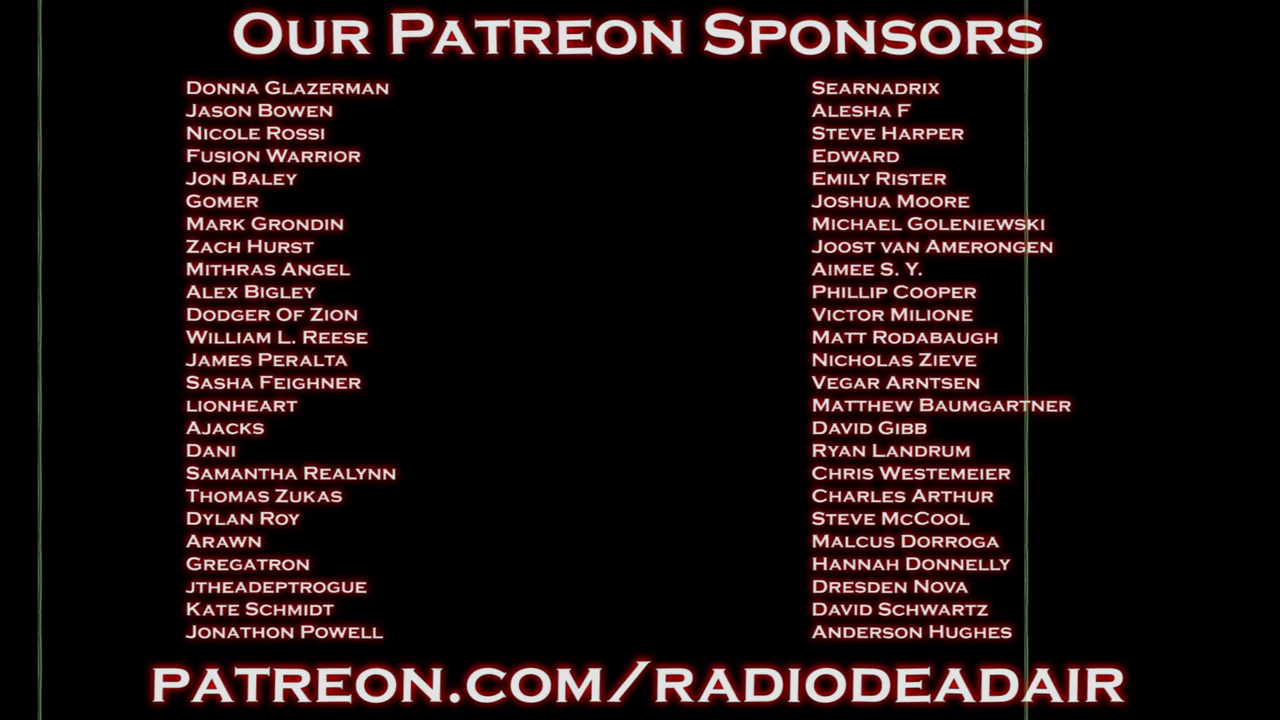 Our Patreon Sponsors
Donna Glazerman
Jason Bowen
Nicole Rossi
Fusion Warrior
Jon Baley
Gomer
Mark Grondin
Zach Hurst
Mithras Angel
Alex Bigley
Dodger Of Zion
William L. Reese
James Peralta
Sasha Feighner
lionheart
Ajacks
Dani
Samantha Realynn
Thomas Zukas
Dylan Roy
Arawn
Gregatron
jtheadeptrogue
Kate Schmidt
Jonathon Powell
Searnadrix
Alesha F
Steve Harper
Edward
Emily Rister
Joshua Moore
Michael Goleniewski
Joost van Amerongen
Aimee S. Y.
Phillip Cooper
Victor Milione
Matt Rodabaugh
Nicholas Zieve
Vegar Arntsen
Matthew Baumgartner
David Gibb
Ryan Landrum
Chris Westemeier
Charles Arthur
Steve McCool
Malcus Dorroga
Hannah Donnelly
Dresden Nova
David Schwartz
Anderson Hughes
patreon.com/radiodeadair